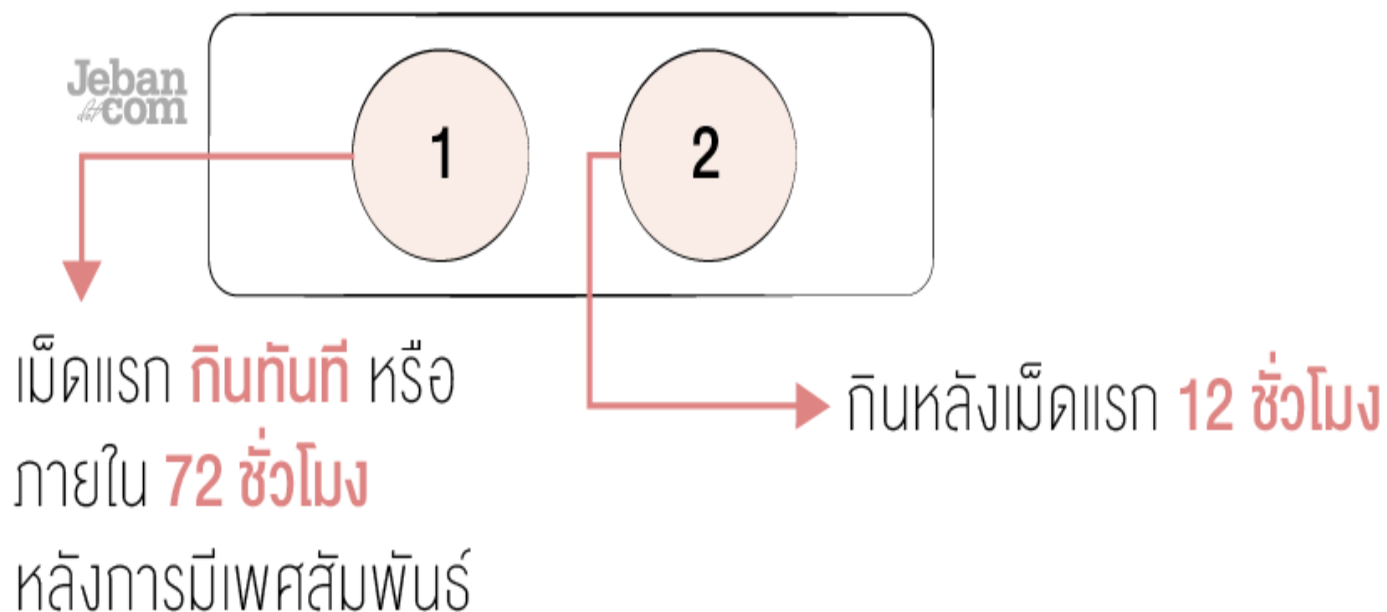 Jeban
dot com
1
2
เม็ดแรก กินทันที หรือ
ภายใน 72 ชั่วโมง
หลังการมีเพศสัมพันธ์
กินหลังเม็ดแรก 12 ชั่วโมง